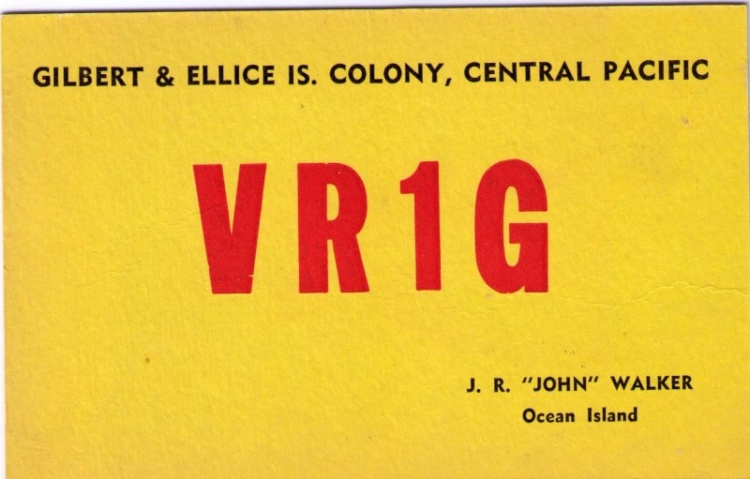 GILBERT & ELLICE IS. COLONY, CENTRAL PACIFIC
VR1G
J. R. "JOHN" WALKER
Ocean Island